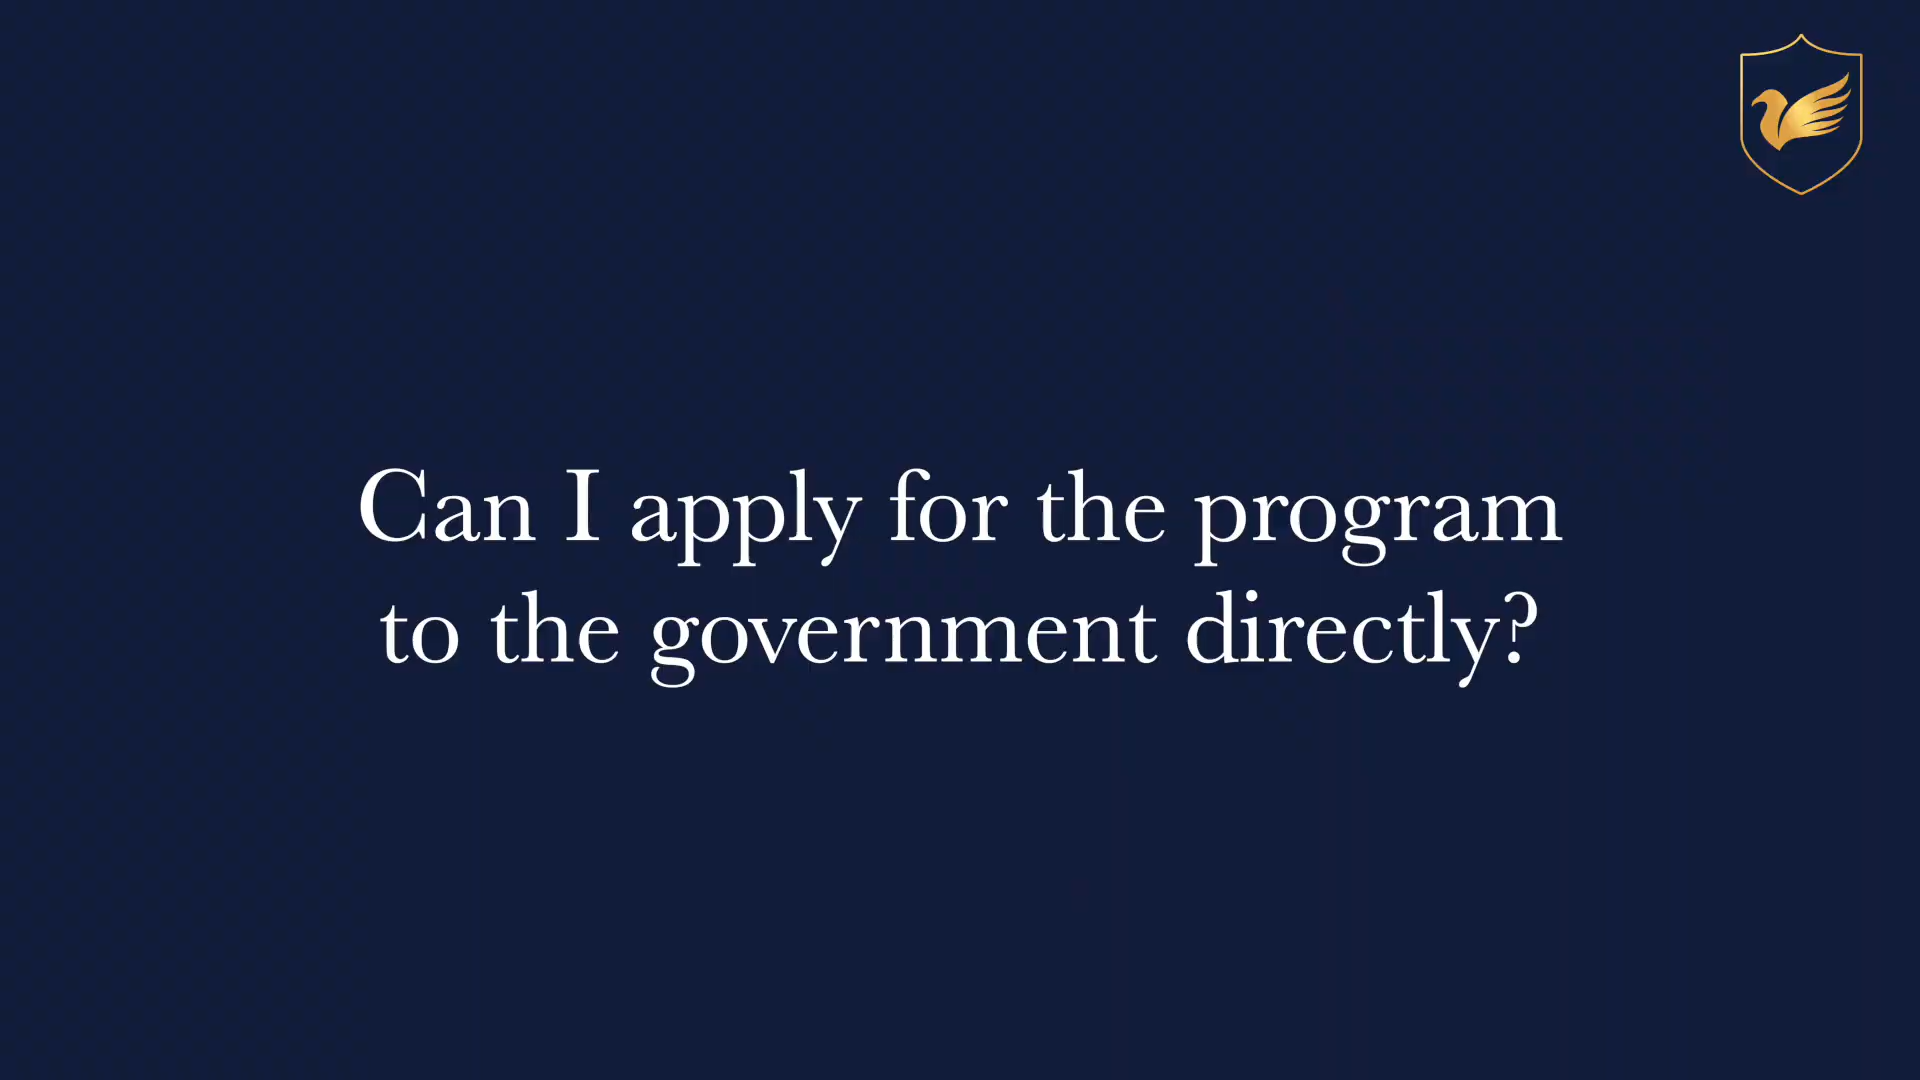 Can I apply for the program
to the government directly?